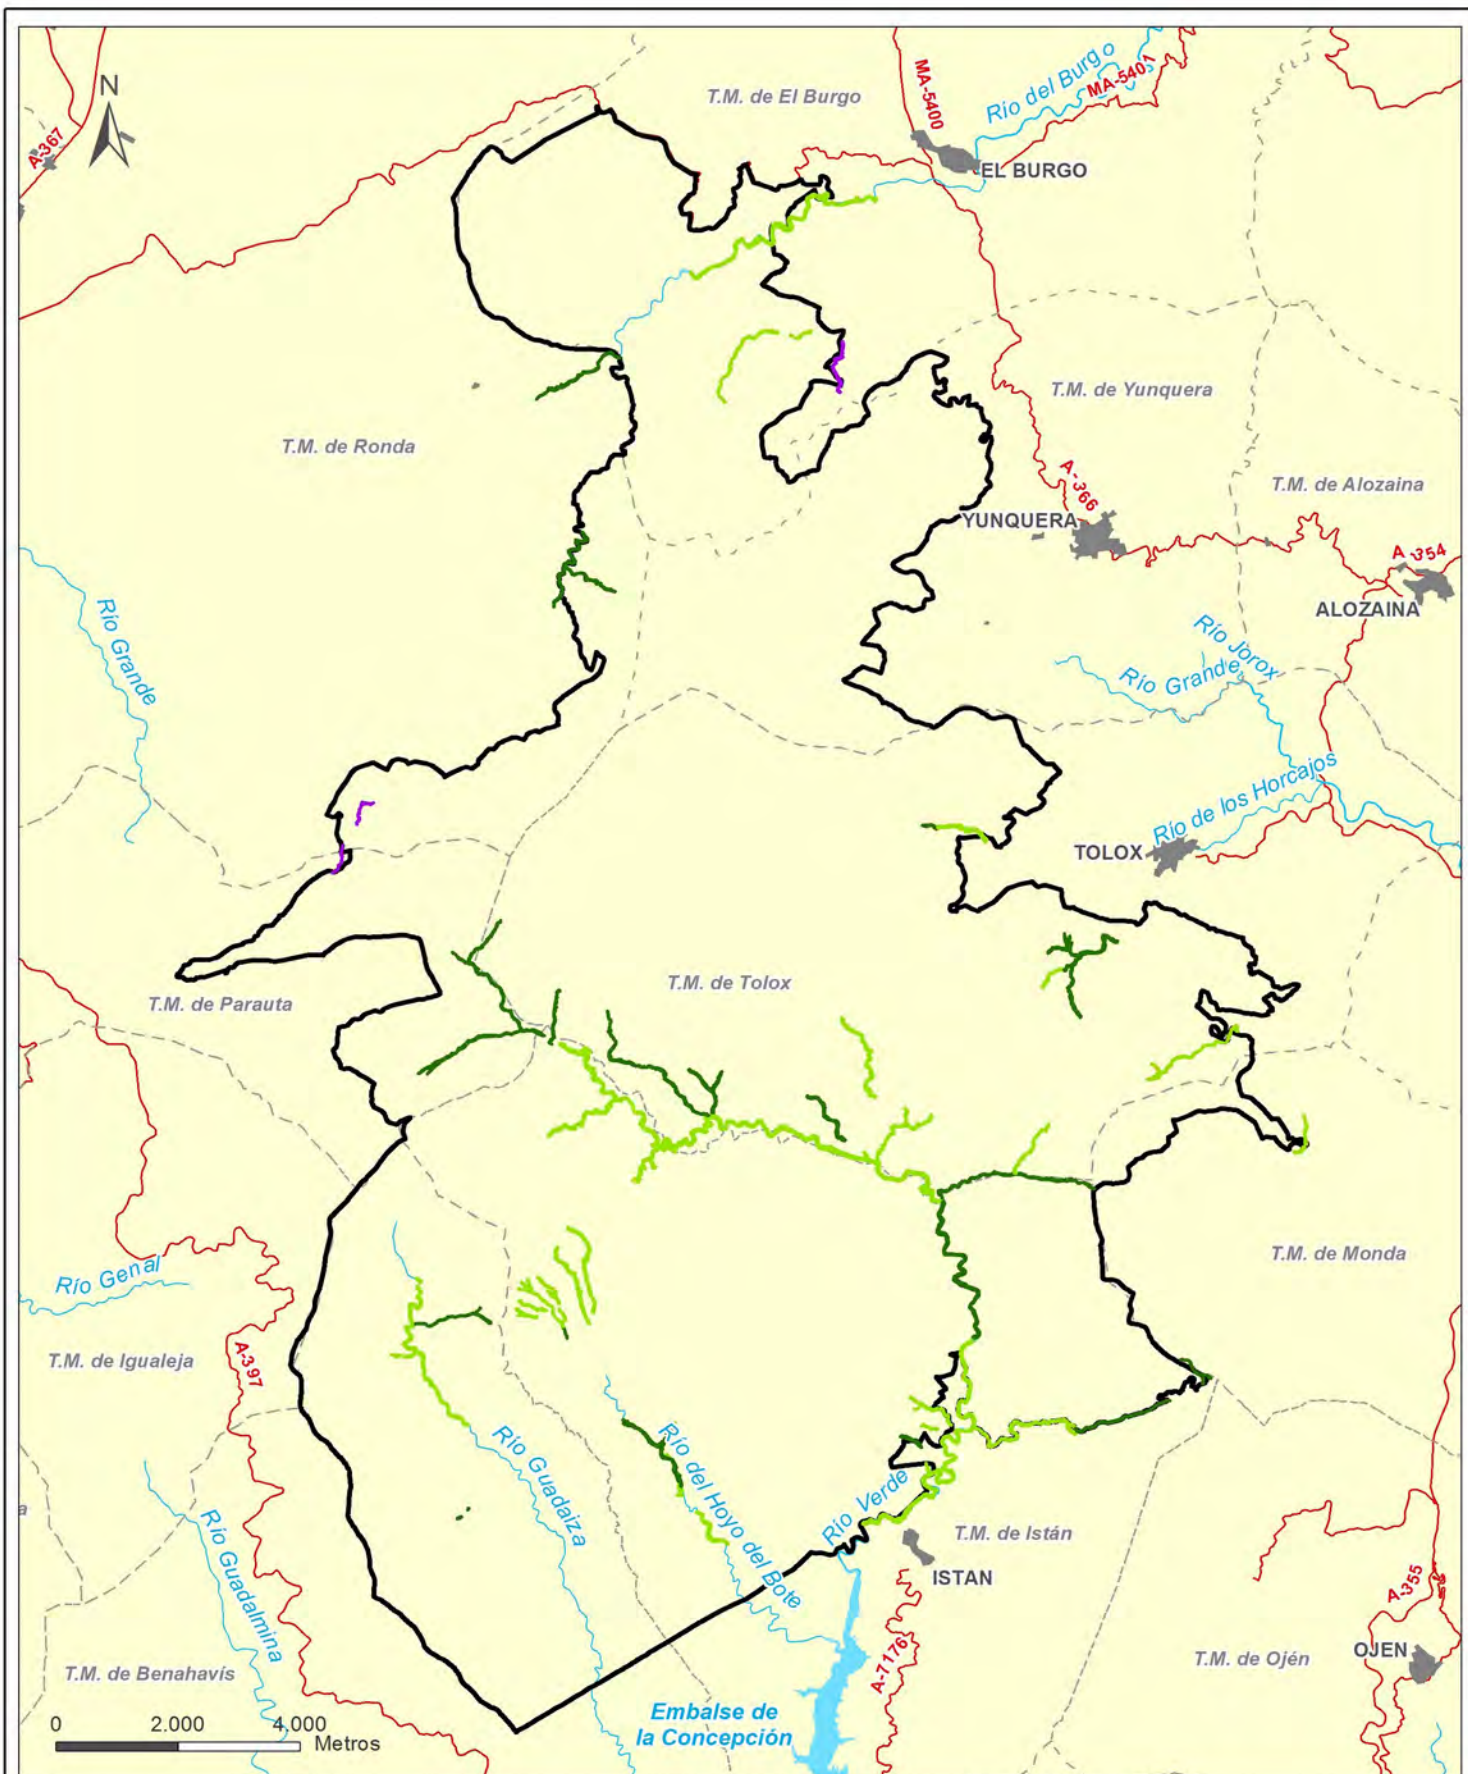 N
A-367
T.M. de El Burgo
MA-5400
Río del Burgo
MA-5401
EL BURGO
T.M. de Ronda
T.M. de Yunquera
A-366
YUNQUERA
T.M. de Alozaina
A-354
ALOZAINA
Río Grande
Río Jorox
Río Grande
Río de los Horcajos
TOLOX
T.M. de Parauta
T.M. de Tolox
Río Genal
T.M. de Igualeja
A-397
T.M. de Monda
Río Guadaiza
Río del Hoyo del Bote
Río Verde
a
Río Guadalmina
T.M. de Istán
ISTAN
A-355
OJEN
T.M. de Ojén
A-7176
T.M. de Benahavís
Embalse de
la Concepción
0 2.000 4.000
Metros